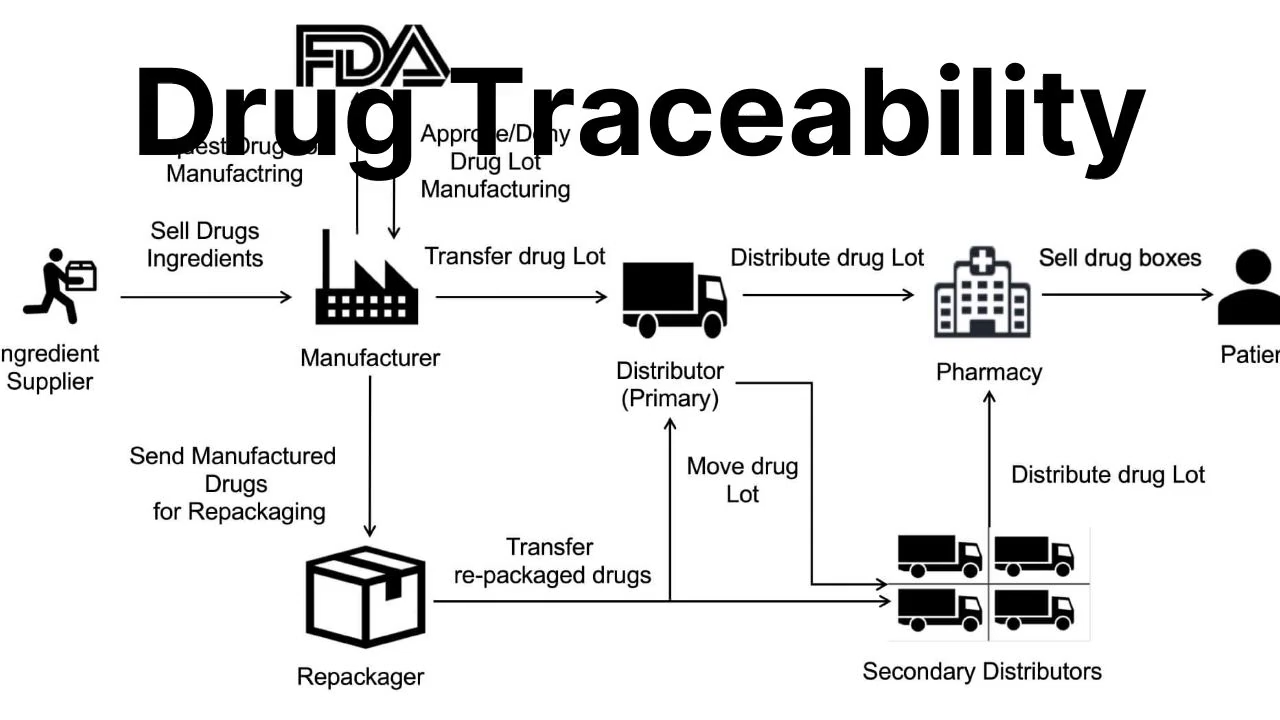 FDA
Drug Traceability
Manufactring
Approve/Deny
Drug Lot
Manufacturing
Sell Drugs
Ingredients
Transfer drug Lot
Distribute drug Lot
Sell drug boxes
Supplier
Manufacturer
Distributor
(Primary)
Pharmacy
Send Manufactured
Drugs
for Repackaging
Move drug
Lot
Distribute drug Lot
Transfer
re-packaged drugs
Repackager
Secondary Distributors